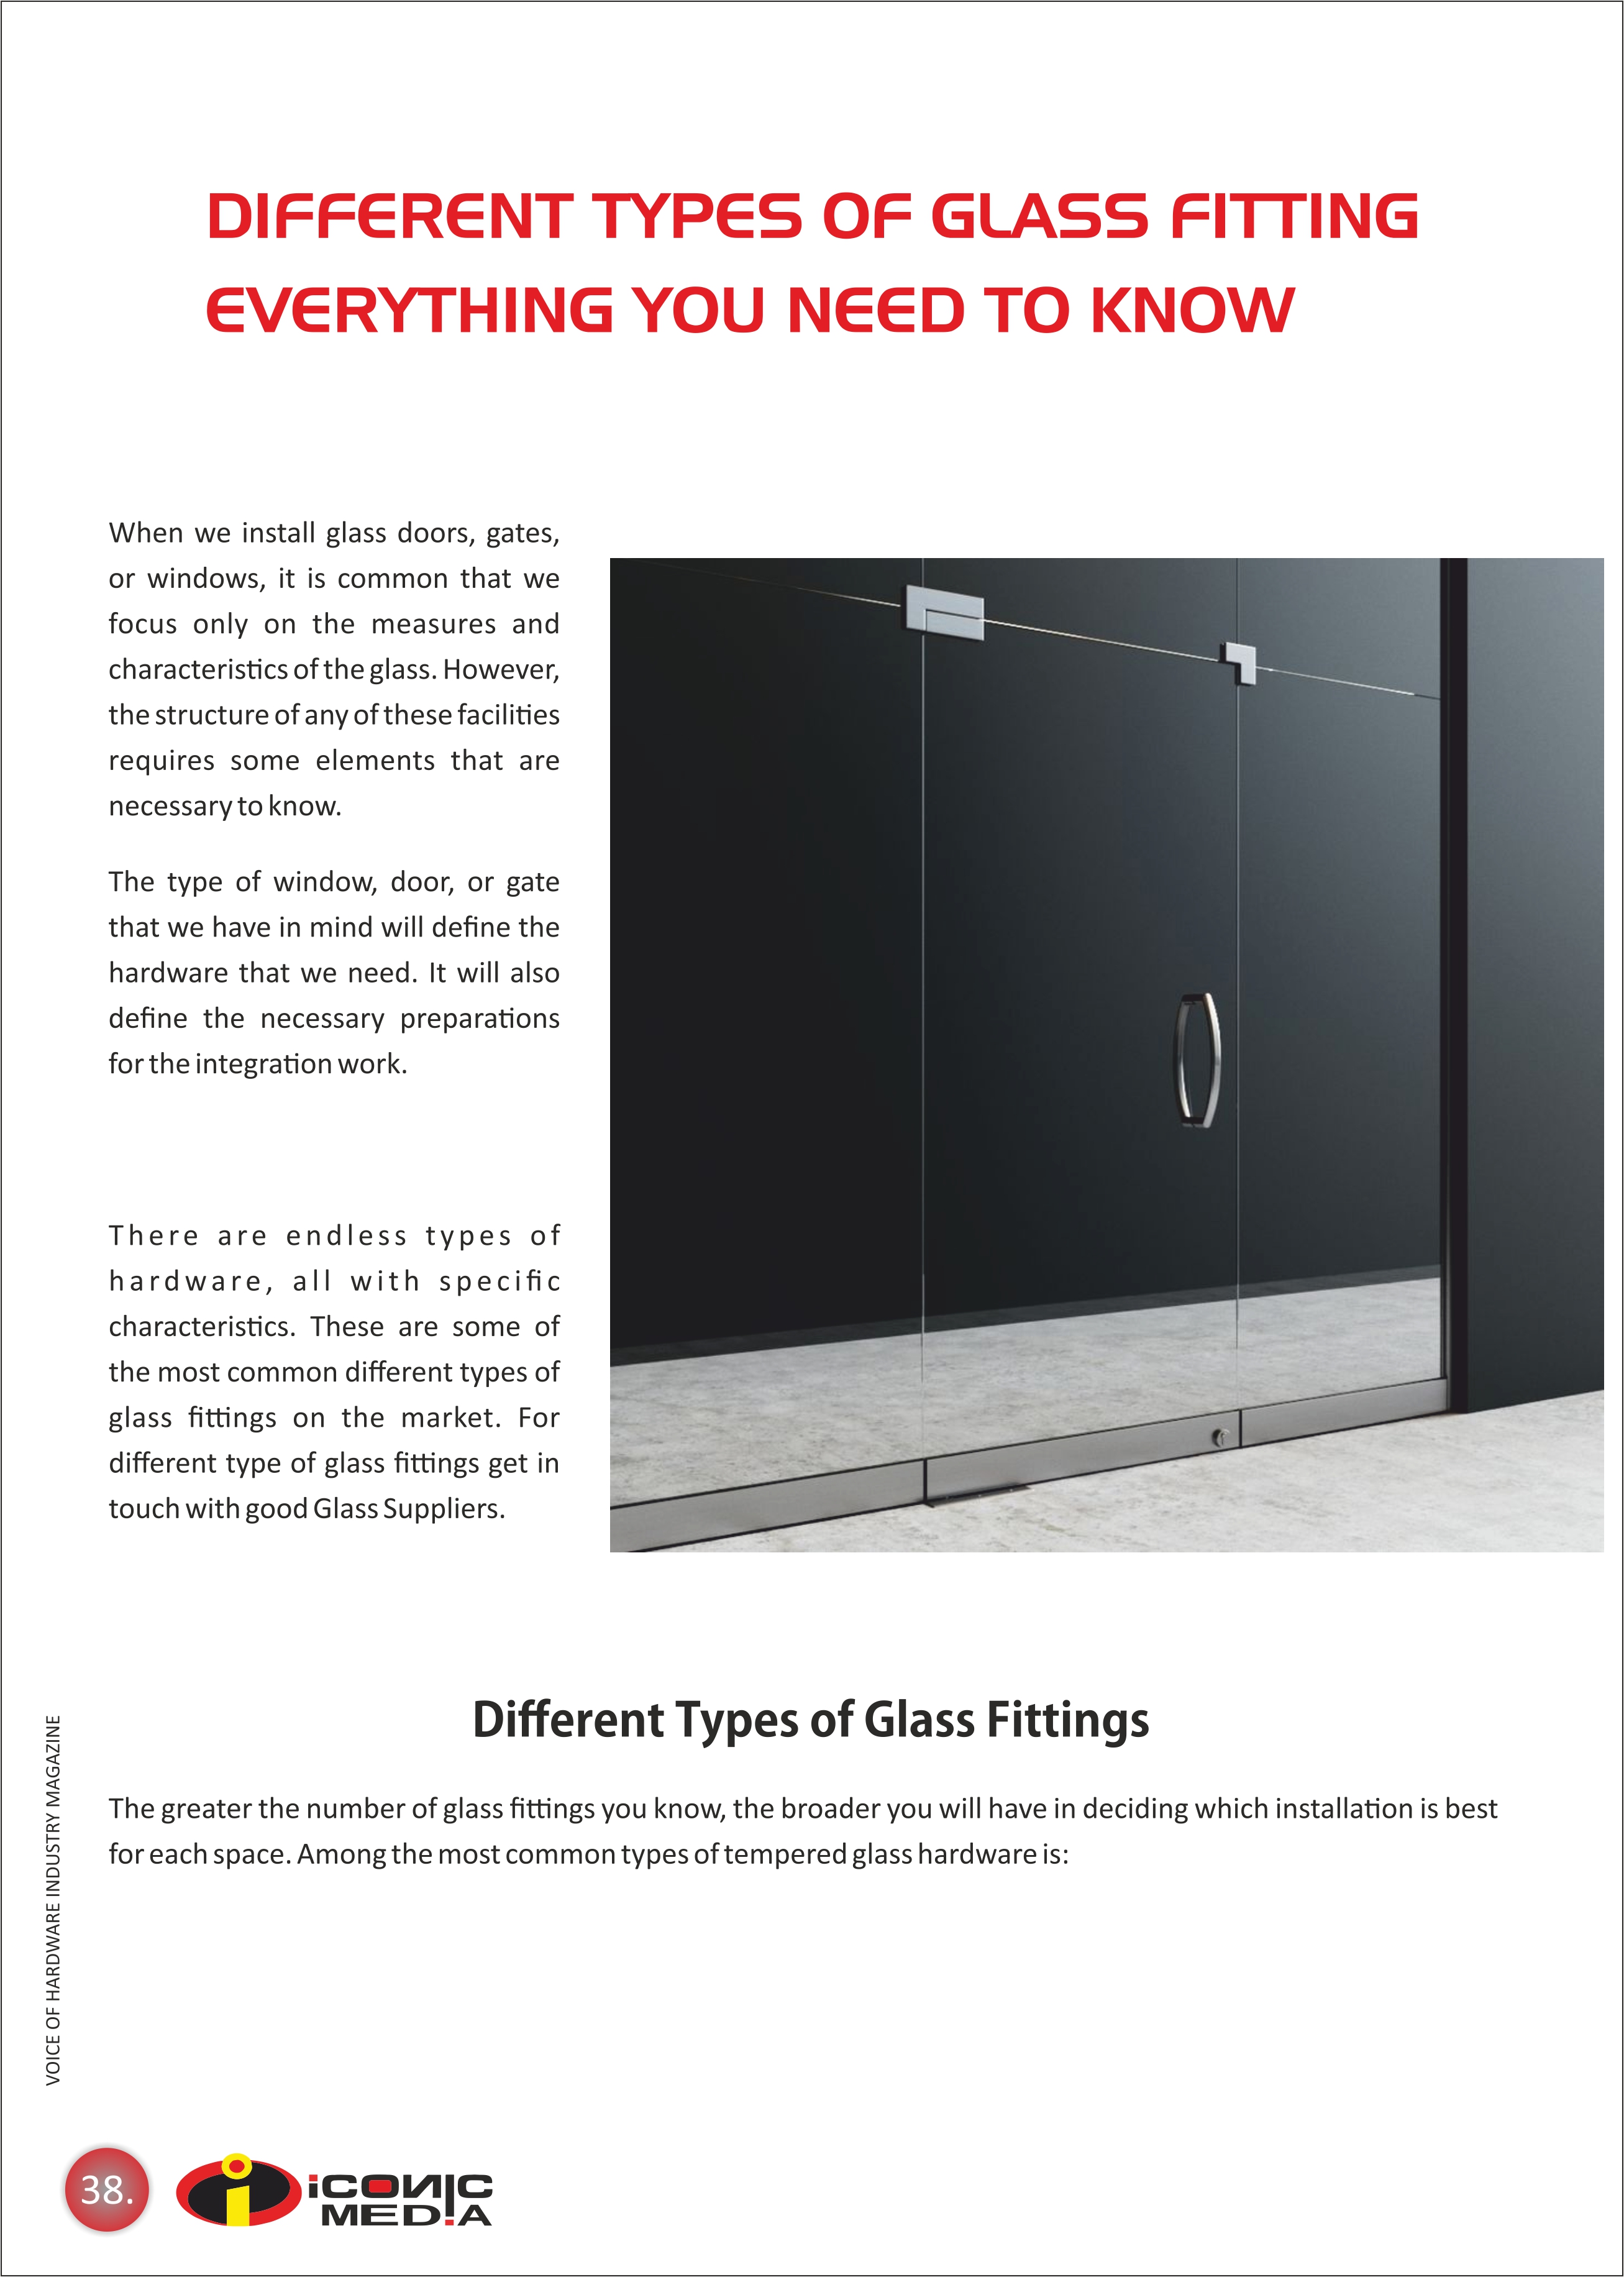 DIFFERENT TYPES OF GLASS FITTING
EVERYTHING YOU NEED TO KNOW
When we install glass doors, gates,
or windows, it is common that we
focus only on the measures and
characteristics of the glass. However,
the structure of any of these facilities
requires some elements that are
necessary to know.
The type of window, door, or gate
that we have in mind will define the
hardware that we need. It will also
define the necessary preparations
for the integration work.
There are endless types of
hardware, all with specific
characteristics. These are some of
the most common different types of
glass fittings on the market. For
different type of glass fittings get in
touch with good Glass Suppliers.
Different Types of Glass Fittings
The greater the number of glass fittings you know, the broader you will have in deciding which installation is best
for each space. Among the most common types of tempered glass hardware is:
VOICE OF HARDWARE INDUSTRY MAGAZINE
38.
iCONIC
MEDiA